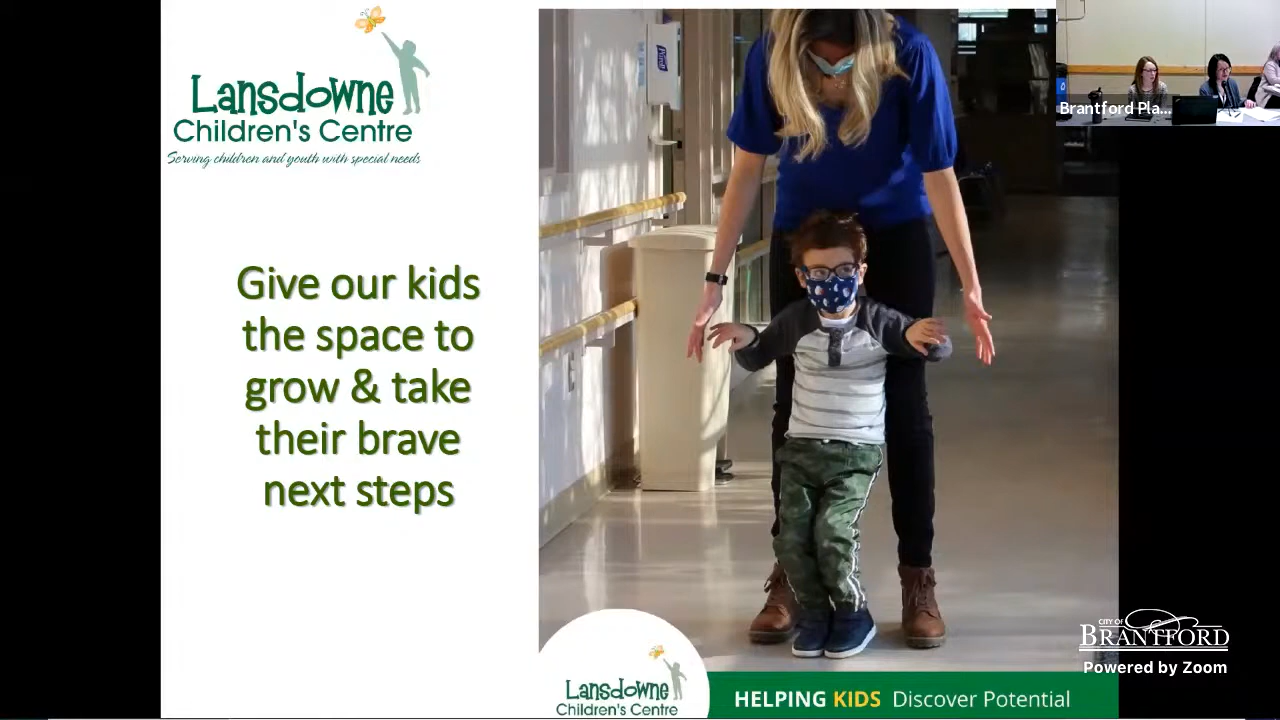 Lansdowne
Children's Centre
Serving children and youth with special needs
Give our kids
the space to
grow & take
their brave
next steps
PURELL
Brantford Pla...
Lansdowne
Children's Centre
HELPING KIDS Discover Potential
CITY OF
BRANTFORD
Powered by Zoom